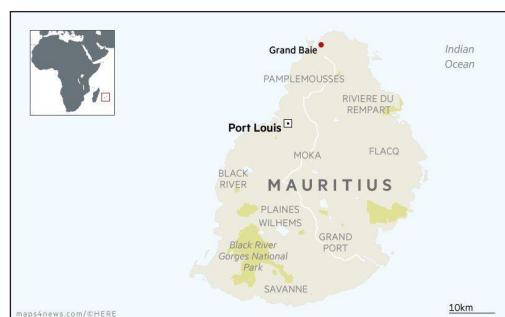 Grand Baie
Indian
Ocean
PAMPLEMOUSSES
RIVIERE DU
REMPART
Port Louis
MOKA
FLACQ
BLACK
RIVER
MAURITIUS
PLAINES
WILHEMS
GRAND
PORT
Black River
Gorges National
Park
SAVANNE
maps4news.com/©HERE
10km